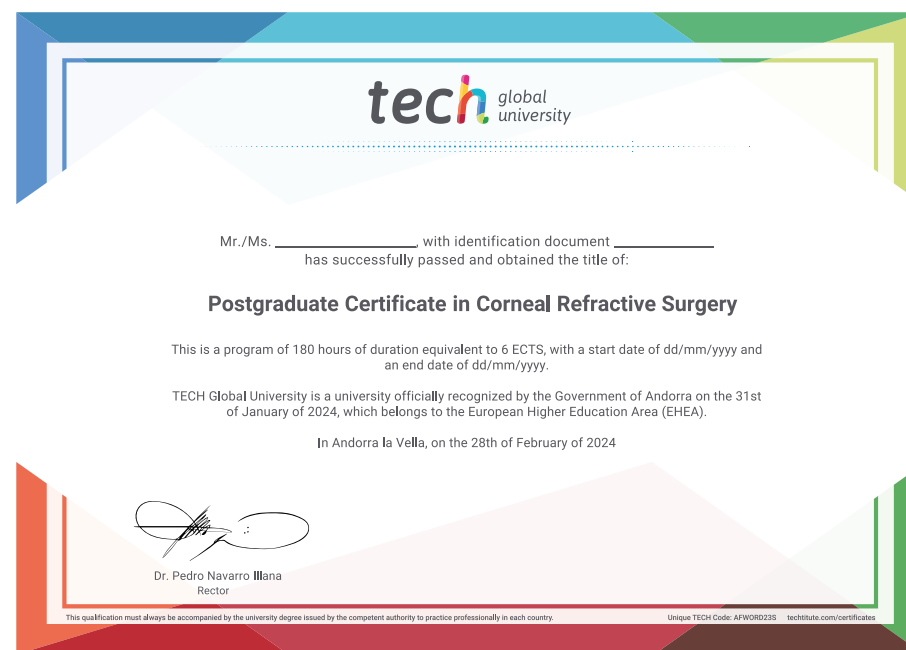 tech global
university
Mr./Ms. ____________________, with identification document ______________
has successfully passed and obtained the title of:
Postgraduate Certificate in Corneal Refractive Surgery
This is a program of 180 hours of duration equivalent to 6 ECTS, with a start date of dd/mm/yyyy and
an end date of dd/mm/yyyy.
TECH Global University is a university officially recognized by the Government of Andorra on the 31st
of January of 2024, which belongs to the European Higher Education Area (EHEA).
In Andorra la Vella, on the 28th of February of 2024
Dr. Pedro Navarro Illana
Rector
This qualification must always be accompanied by the university degree issued by the competent authority to practice professionally in each country.
Unique TECH Code: AFWORD23S techtitute.com/certificates